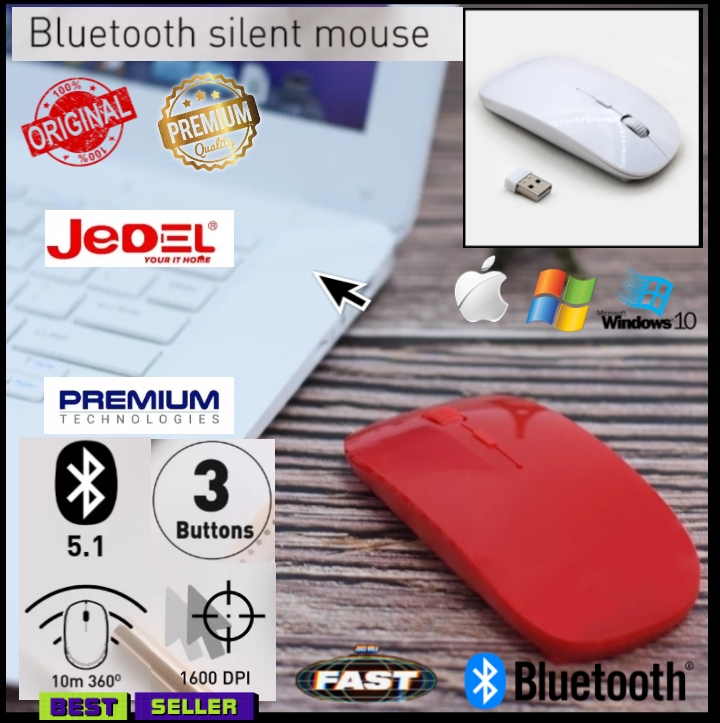 Bluetooth silent mouse
100%
ORIGINAL
100%
PREMIUM
Quality
JeDEL®
YOUR IT HOME
Microsoft
Windows 10
PREMIUM
TECHNOLOGIES
5.1
3
Buttons
10m 360º
1600 DPI
FAST
Bluetooth®
BEST SELLER